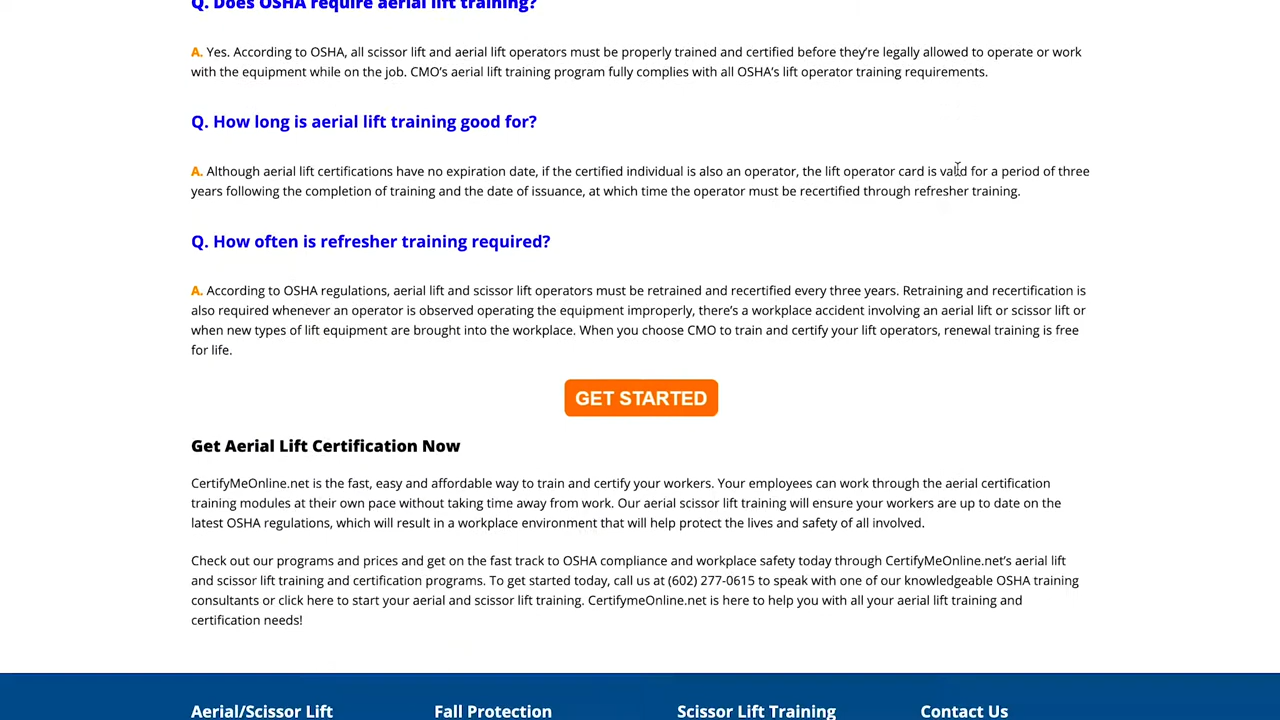 Q. Does OSHA require aerial lift training?
A. Yes. According to OSHA, all scissor lift and aerial lift operators must be properly trained and certified before they’re legally allowed to operate or work
with the equipment while on the job. CMO’s aerial lift training program fully complies with all OSHA’s lift operator training requirements.
Q. How long is aerial lift training good for?
A. Although aerial lift certifications have no expiration date, if the certified individual is also an operator, the lift operator card is valid for a period of three
years following the completion of training and the date of issuance, at which time the operator must be recertified through refresher training.
Q. How often is refresher training required?
A. According to OSHA regulations, aerial lift and scissor lift operators must be retrained and recertified every three years. Retraining and recertification is
also required whenever an operator is observed operating the equipment improperly, there’s a workplace accident involving an aerial lift or scissor lift or
when new types of lift equipment are brought into the workplace. When you choose CMO to train and certify your lift operators, renewal training is free
for life.
GET STARTED
Get Aerial Lift Certification Now
CertifyMeOnline.net is the fast, easy and affordable way to train and certify your workers. Your employees can work through the aerial certification
training modules at their own pace without taking time away from work. Our aerial scissor lift training will ensure your workers are up to date on the
latest OSHA regulations, which will result in a workplace environment that will help protect the lives and safety of all involved.
Check out our programs and prices and get on the fast track to OSHA compliance and workplace safety today through CertifyMeOnline.net’s aerial lift
and scissor lift training and certification programs. To get started today, call us at (602) 277-0615 to speak with one of our knowledgeable OSHA training
consultants or click here to start your aerial and scissor lift training. CertifymeOnline.net is here to help you with all your aerial lift training and
certification needs!
Aerial/Scissor Lift Fall Protection Scissor Lift Training Contact Us